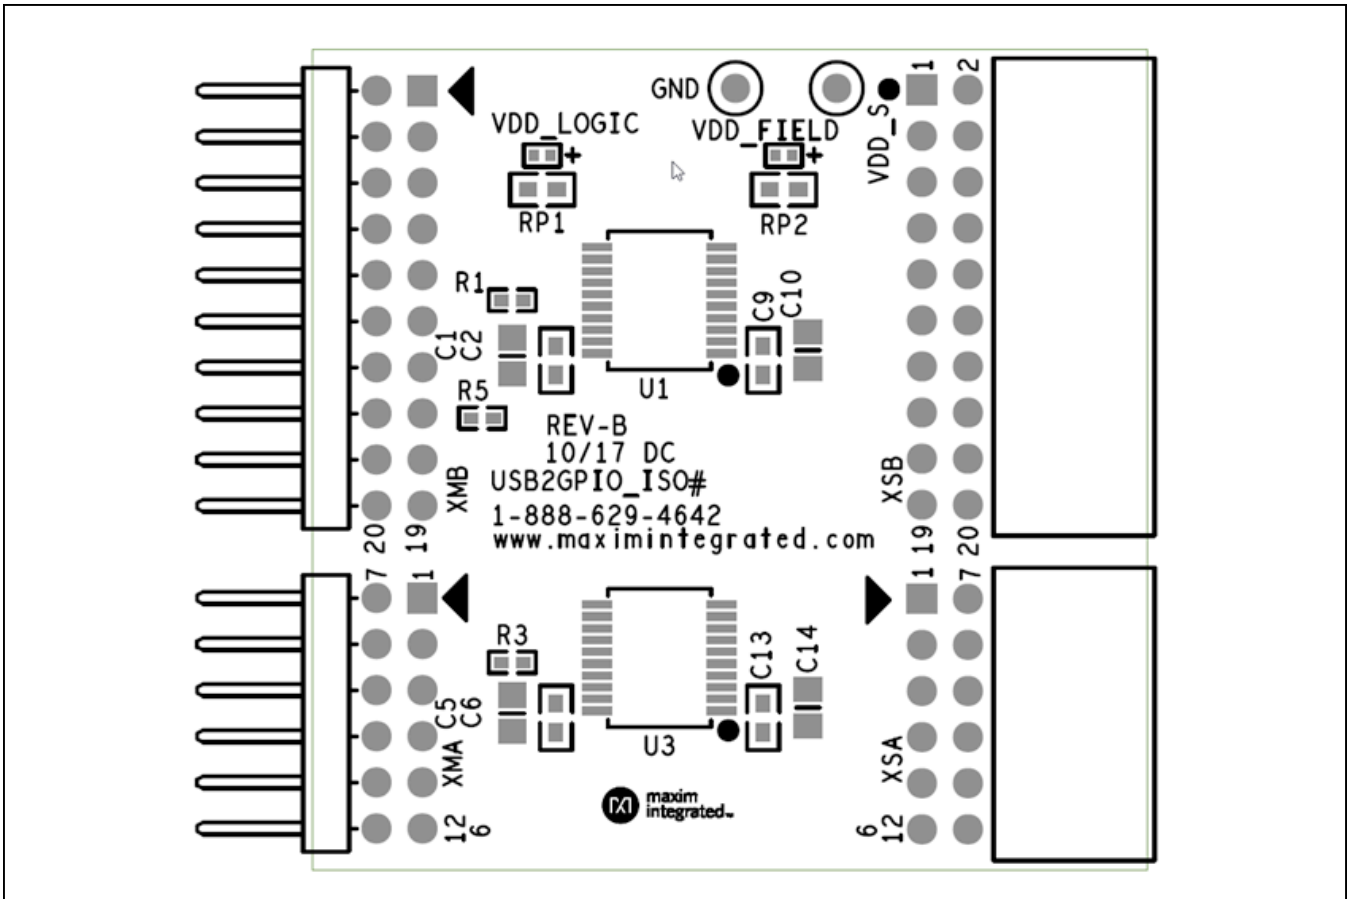 1
2
GND
VDD_LOGIC
VDD_FIELD
VDD_S
+
+
RP1
RP2
R1
C9
C10
C1
C2
U1
R5
REV-B
10/17 DC
USB2GPIO_ISO#
1-888-629-4642
www.maximintegrated.com
XMB
XSB
20
19
19
20
7
1
1
7
R3
C13
C14
C5
C6
U3
XMA
XSA
maxim
integrated™
12
6
6
12